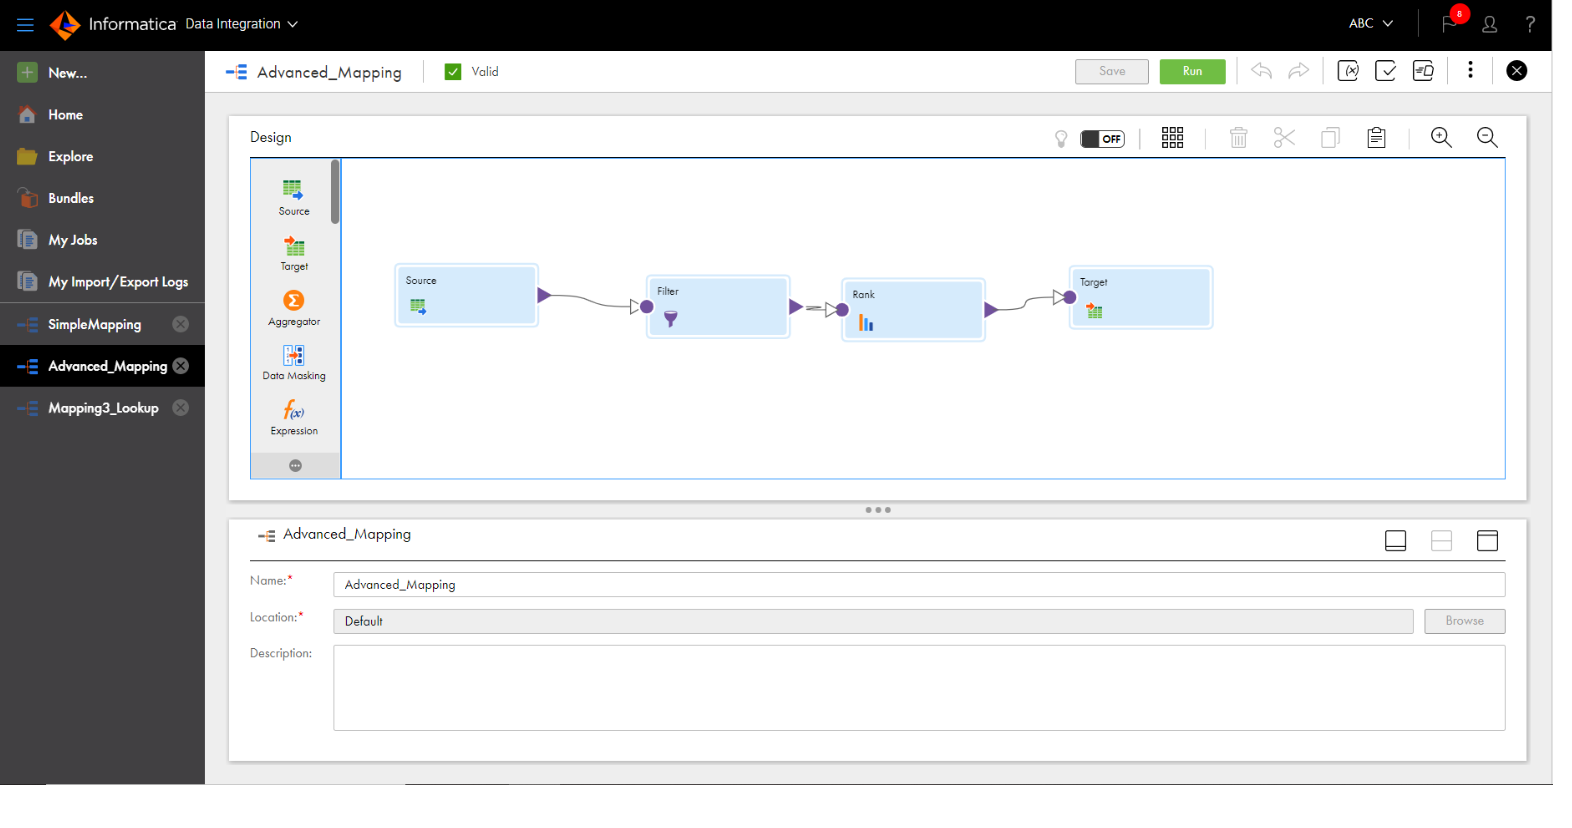 Informatica Data Integration
ABC
8
?
New...
Home
Explore
Bundles
My Jobs
My Import/Export Logs
SimpleMapping
Advanced_Mapping
Mapping3_Lookup
Advanced_Mapping
Valid
Save
Run
(x)
Design
OFF
Source
Target
Σ
Aggregator
Data Masking
f(x)
Expression
Source
Filter
Rank
Target
Advanced_Mapping
Name:*
Advanced_Mapping
Location:*
Default
Browse
Description: